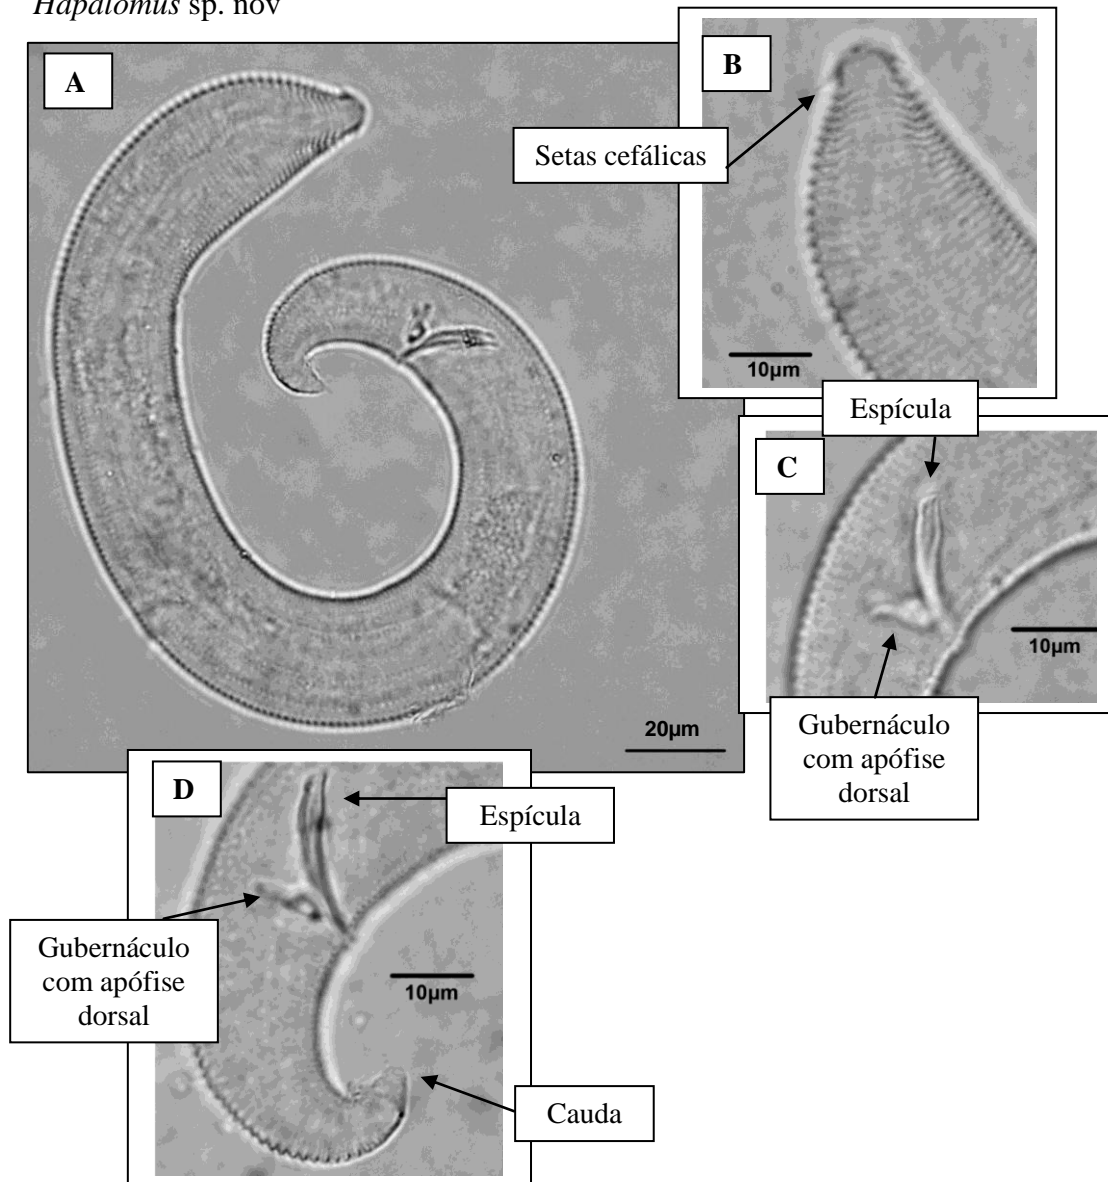 Hapalomus sp. nov
A
B
Setas cefálicas
10µm
Espícula
C
10µm
Gubernáculo
com apófise
dorsal
20µm
D
Espícula
Gubernáculo
com apófise
dorsal
10µm
Cauda